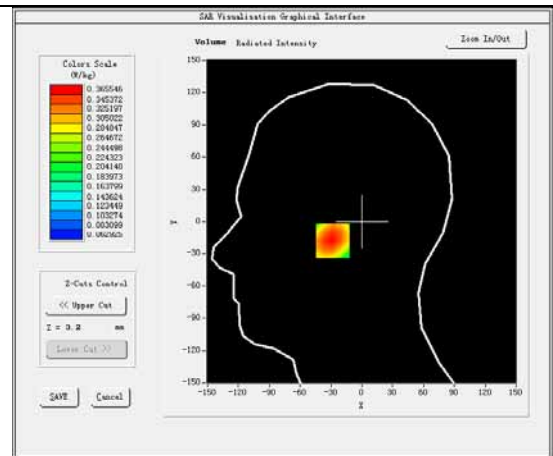 SAR Visualisation Graphical Interface
Volume Radiated Intensity
Zoom In/Out
Colors Scale
(W/kg)
0.365546
0.345372
0.325197
0.305022
0.284847
0.264672
0.244498
0.224323
0.204148
0.183973
0.163799
0.143624
0.123449
0.103274
0.083099
0.062925
Z-Cuts Control
<< Upper Cut
Z = 3.2 mm
Lower Cut >>
SAVE Cancel
150
120
90
60
30
0
-30
-60
-90
-120
-150
Y
-150 -120 -90 -60 -30 0 30 60 90 120 150
X